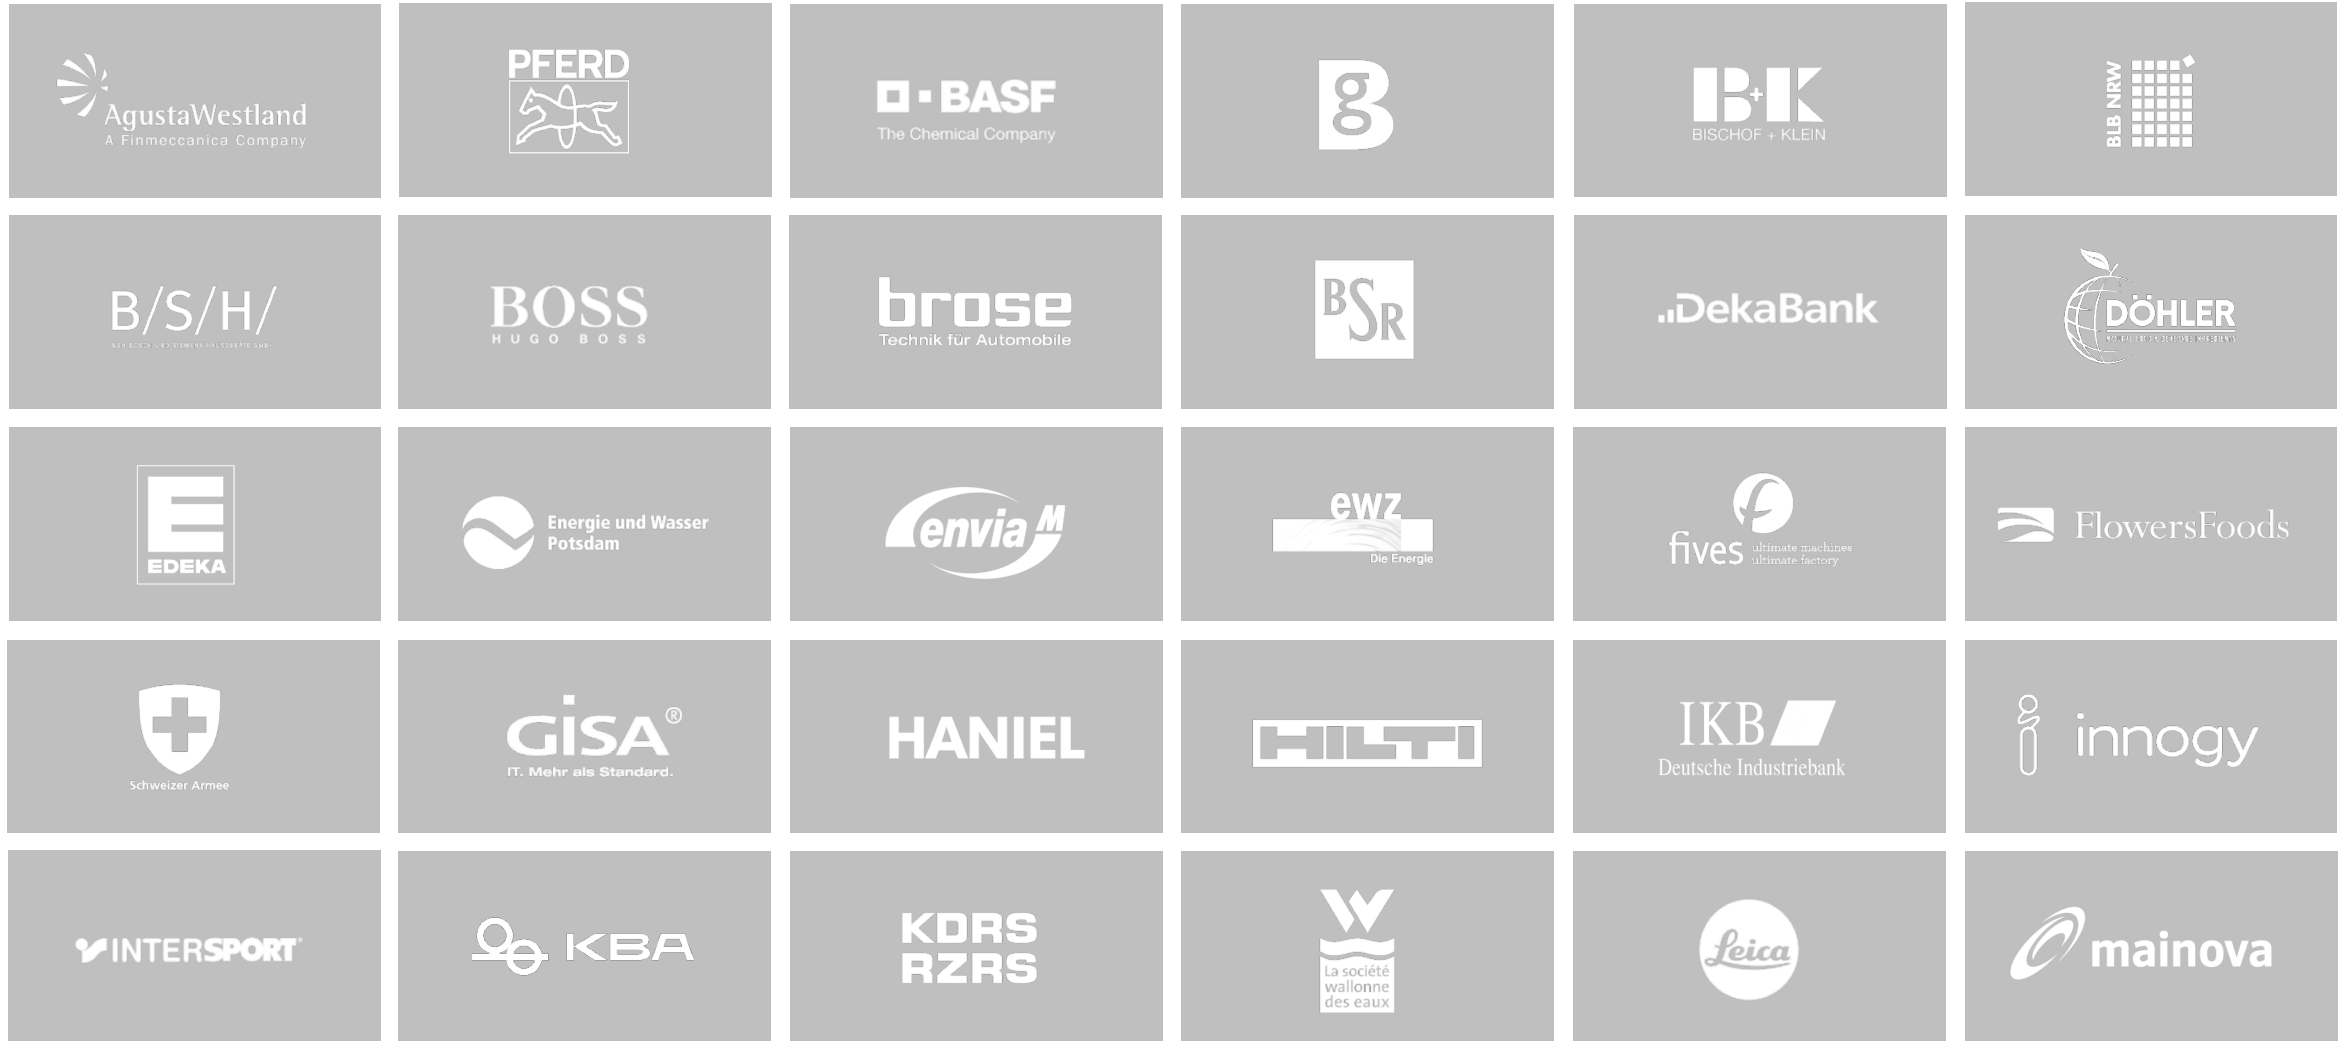 AgustaWestland
A Finmeccanica Company
PFERD
BASF
The Chemical Company
Bg
B+K
BISCHOF + KLEIN
BLB NRW
B/S/H/
BOSS
HUGO BOSS
brose
Technik für Automobile
BSR
DekaBank
DÖHLER
E
EDEKA
Energie und Wasser
Potsdam
envia M
ewz
Die Energie
fives
ultimate machines
ultimate factory
FlowersFoods
Schweizer Armee
GiSA®
IT. Mehr als Standard.
HANIEL
HILTI
IKB
Deutsche Industriebank
innogy
INTERSPORT
KBA
KDRS
RZRS
W
La société
wallonne
des eaux
Leica
mainova